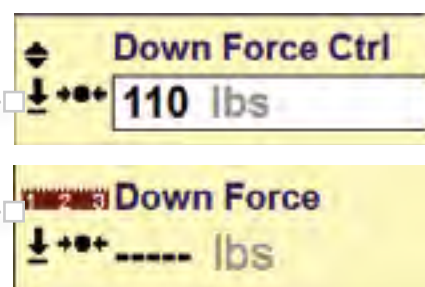 Down Force Ctrl
110 lbs
1 2 3 Down Force
----- lbs